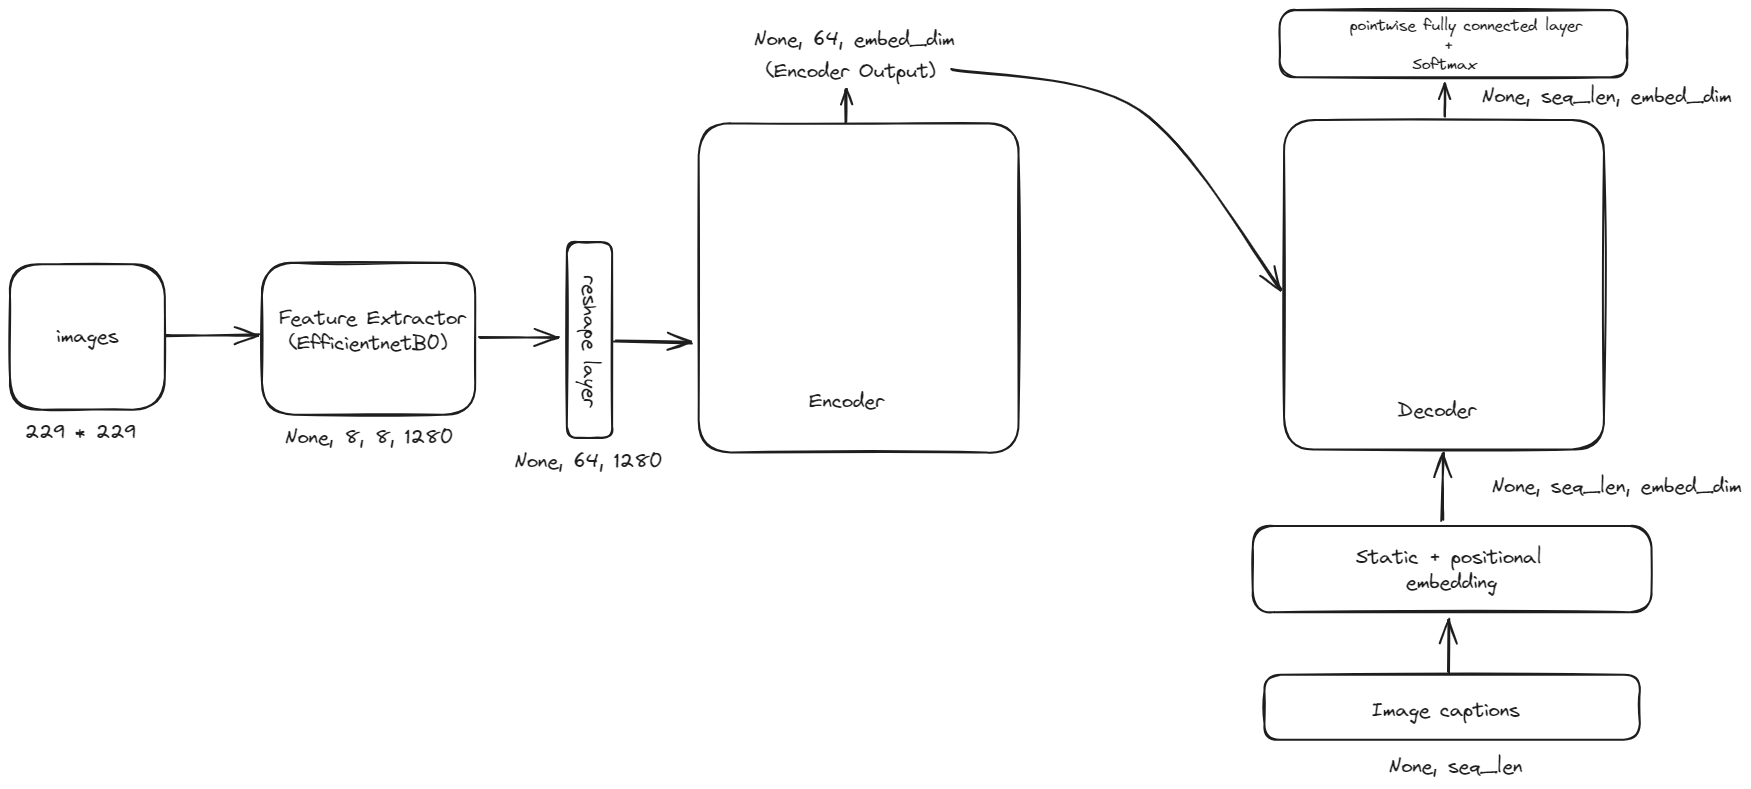 images
229 * 229
Feature Extractor
(EfficientnetB0)
None, 8, 8, 1280
reshape layer
None, 64, 1280
None, 64, embed_dim
(Encoder Output)
Encoder
pointwise fully connected layer
+
Softmax
None, seq_len, embed_dim
Decoder
None, seq_len, embed_dim
Static + positional
embedding
Image captions
None, seq_len